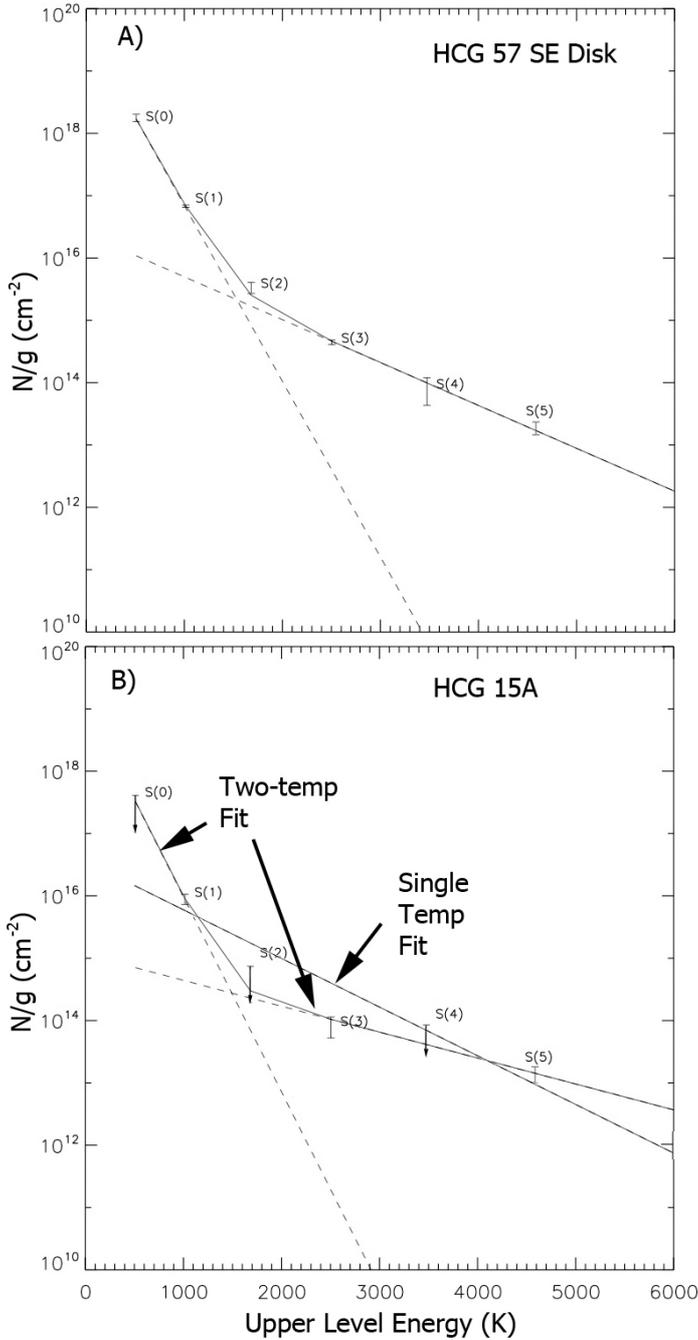 A)
HCG 57 SE Disk
10^20
10^18
10^16
10^14
10^12
10^10
N/g (cm^-2)
S(0)
S(1)
S(2)
S(3)
S(4)
S(5)
B)
HCG 15A
10^20
10^18
10^16
10^14
10^12
10^10
N/g (cm^-2)
S(0)
Two-temp
Fit
S(1)
Single
Temp
Fit
S(2)
S(3)
S(4)
S(5)
0 1000 2000 3000 4000 5000 6000
Upper Level Energy (K)